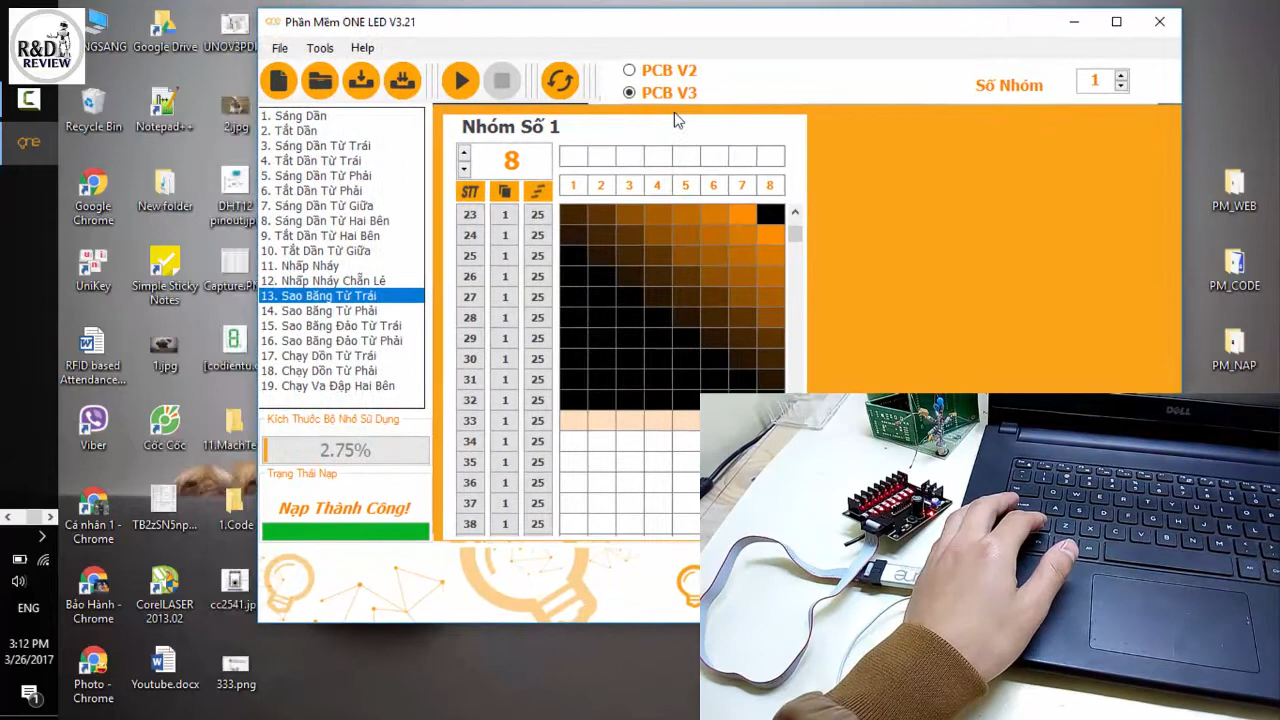 R&D
REVIEW
NGSANG
Google Drive
UNOV3PDF
Recycle Bin
Notepad++
2.jpg
Google
Chrome
New folder
DHT12
pinout.
UniKey
Simple Sticky
Notes
Capture.P
RFID based
Attendance...
1.jpg
[codientu.
Viber
Cốc Cốc
11.MachTe
Cá nhân 1 -
Chrome
TB2zSN5np...
1.Code
Bảo Hành -
Chrome
CorelLASER
2013.02
cc2541.jp
Photo -
Chrome
Youtube.docx
333.png
one
ENG
3:12 PM
3/26/2017
1
Phần Mềm ONE LED V3.21
File Tools Help
PCB V2
PCB V3
Số Nhóm 1
1. Sáng Dần
2. Tắt Dần
3. Sáng Dần Từ Trái
4. Tắt Dần Từ Trái
5. Sáng Dần Từ Phải
6. Tắt Dần Từ Phải
7. Sáng Dần Từ Giữa
8. Sáng Dần Từ Hai Bên
9. Tắt Dần Từ Hai Bên
10. Tắt Dần Từ Giữa
11. Nhấp Nháy
12. Nhấp Nháy Chẵn Lẻ
13. Sao Băng Từ Trái
14. Sao Băng Từ Phải
15. Sao Băng Đảo Từ Trái
16. Sao Băng Đảo Từ Phải
17. Chạy Dồn Từ Trái
18. Chạy Dồn Từ Phải
19. Chạy Va Đập Hai Bên
Kích Thước Bộ Nhớ Sử Dụng
2.75%
Trạng Thái Nạp
Nạp Thành Công!
Nhóm Số 1
8
STT
1 2 3 4 5 6 7 8
23 1 25
24 1 25
25 1 25
26 1 25
27 1 25
28 1 25
29 1 25
30 1 25
31 1 25
32 1 25
33 1 25
34 1 25
35 1 25
36 1 25
37 1 25
38 1 25
PM_WEB
PM_CODE
PM_NAP
DELL